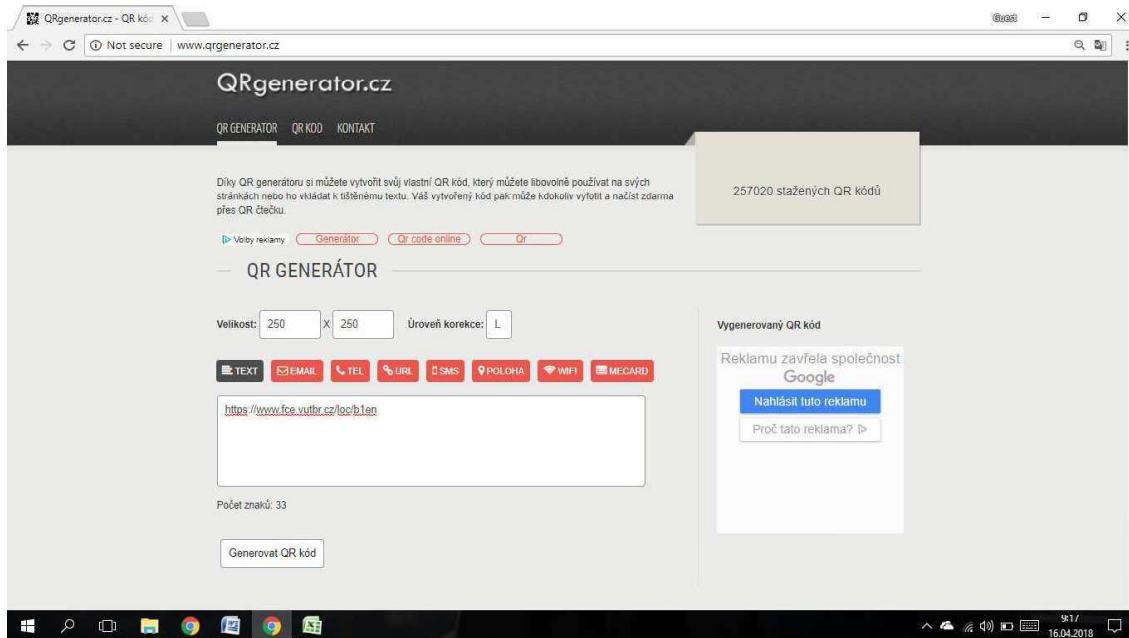 QRgenerator.cz - QR kóc
Guest
Not secure | www.qrgenerator.cz
QRgenerator.cz
QR GENERATOR QR KOD KONTAKT
257020 stažených QR kódů
Díky QR generátoru si můžete vytvořit svůj vlastní QR kód, který můžete libovolně používat na svých
stránkách nebo ho vkládat k tištěnému textu. Váš vytvořený kód pak může kdokoliv vyfotit a načíst zdarma
přes QR čtečku.
Volby reklamy Generátor Qr code online Qr
QR GENERÁTOR
Velikost: 250 X 250 Úroveň korekce: L
TEXT EMAIL TEL URL SMS POLOHA WIFI MECARD
https://www.fce.vutbr.cz/loc/b1en
Počet znaků: 33
Generovat QR kód
Vygenerovaný QR kód
Reklamu zavřela společnost
Google
Nahlásit tuto reklamu
Proč tato reklama?
9:17
16.04.2018